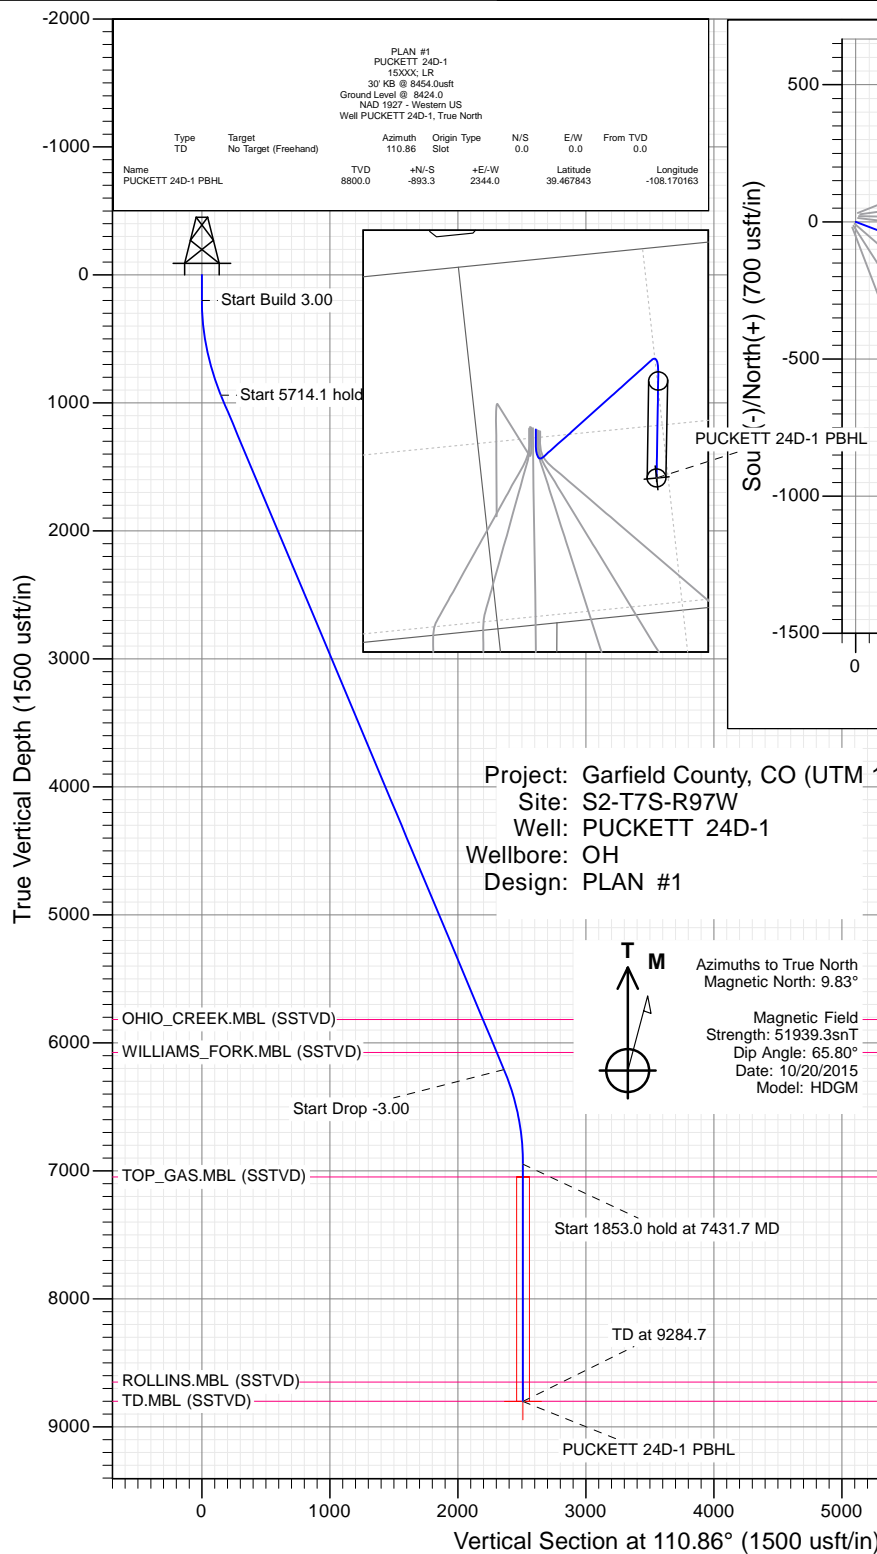 PLAN #1
PUCKETT 24D-1
15XXX; LR
30' KB @ 8454.0usft
Ground Level @ 8424.0
NAD 1927 - Western US
Well PUCKETT 24D-1, True North
Type Target Azimuth Origin Type N/S E/W From TVD
TD No Target (Freehand) 110.86 Slot 0.0 0.0 0.0
Name TVD +N/-S +E/-W Latitude Longitude
PUCKETT 24D-1 PBHL 8800.0 -893.3 2344.0 39.467843 -108.170163
-2000
-1000
0
1000
2000
3000
4000
5000
6000
7000
8000
9000
True Vertical Depth (1500 usft/in)
Start Build 3.00
Start 5714.1 hold
500
0
-500
-1000
-1500
0
Sou (-)/North(+) (700 usft/in)
PUCKETT 24D-1 PBHL
Project: Garfield County, CO (UTM 1
Site: S2-T7S-R97W
Well: PUCKETT 24D-1
Wellbore: OH
Design: PLAN #1
T M
Azimuths to True North
Magnetic North: 9.83°
Magnetic Field
Strength: 51939.3snT
Dip Angle: 65.80°
Date: 10/20/2015
Model: HDGM
OHIO_CREEK.MBL (SSTVD)
WILLIAMS_FORK.MBL (SSTVD)
Start Drop -3.00
TOP_GAS.MBL (SSTVD)
Start 1853.0 hold at 7431.7 MD
TD at 9284.7
ROLLINS.MBL (SSTVD)
TD.MBL (SSTVD)
PUCKETT 24D-1 PBHL
0 1000 2000 3000 4000 5000
Vertical Section at 110.86° (1500 usft/in)